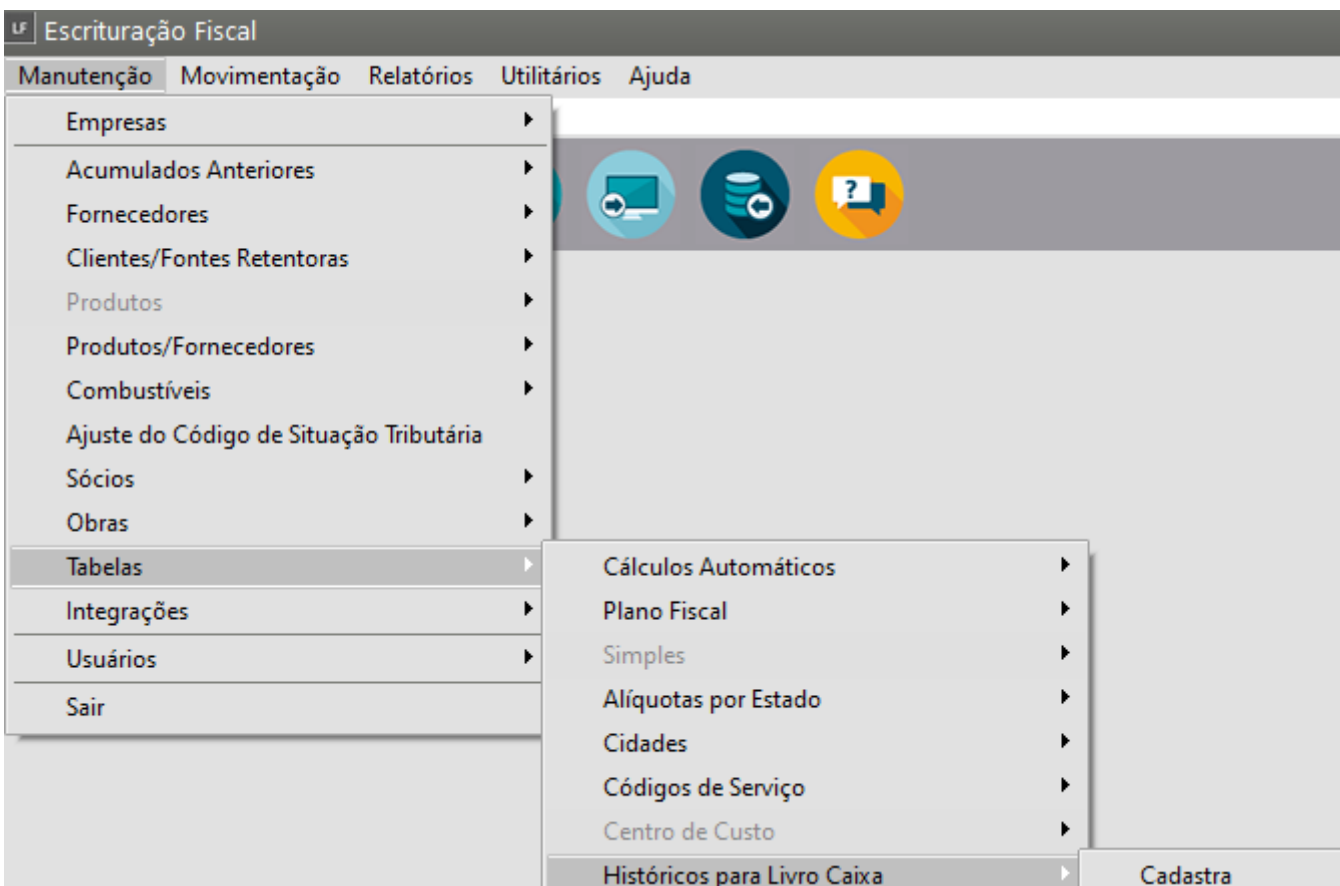 LF Escrituração Fiscal
Manutenção Movimentação Relatórios Utilitários Ajuda
Empresas
Acumulados Anteriores
Fornecedores
Clientes/Fontes Retentoras
Produtos
Produtos/Fornecedores
Combustíveis
Ajuste do Código de Situação Tributária
Sócios
Obras
Tabelas
Integrações
Usuários
Sair
Cálculos Automáticos
Plano Fiscal
Simples
Alíquotas por Estado
Cidades
Códigos de Serviço
Centro de Custo
Históricos para Livro Caixa
Cadastra
?